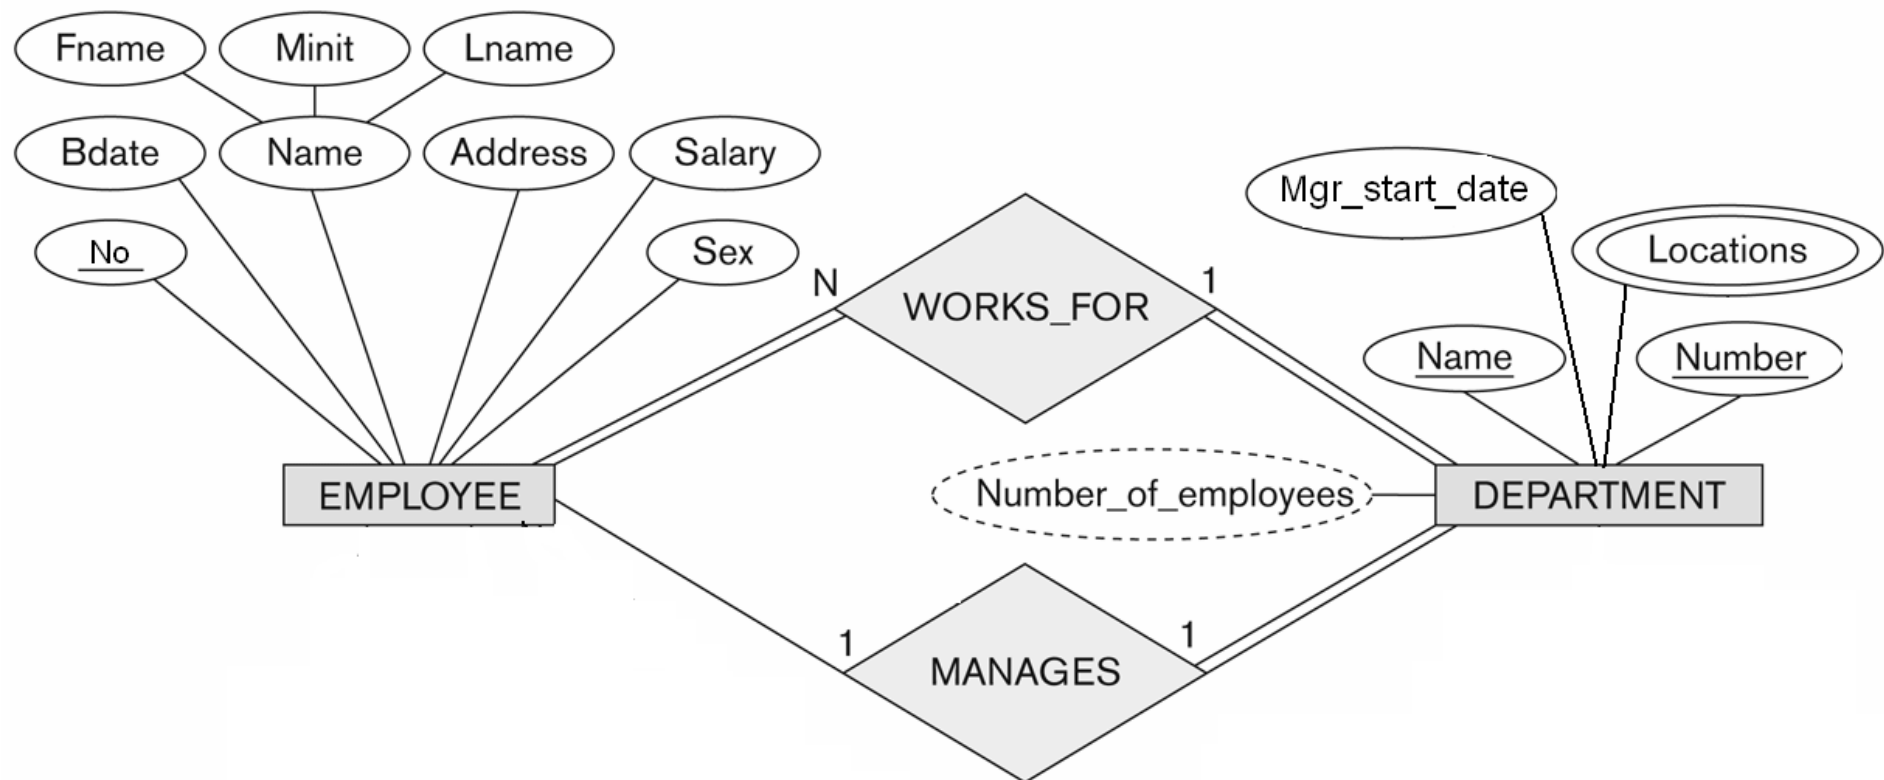 Fname
Minit
Lname
Bdate
Name
Address
Salary
No
Sex
Mgr_start_date
Locations
N
WORKS_FOR
1
Name
Number
EMPLOYEE
Number_of_employees
DEPARTMENT
1
MANAGES
1